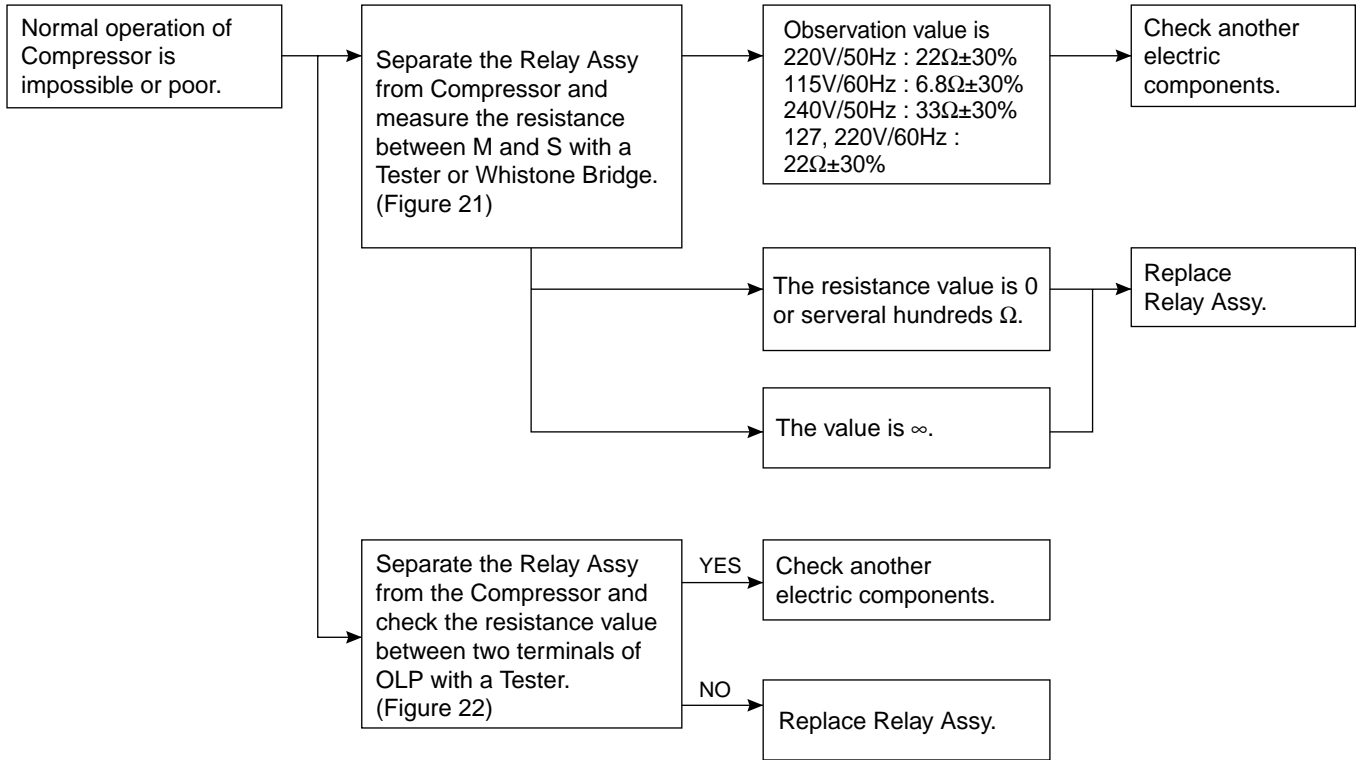 Normal operation of
Compressor is
impossible or poor.
Separate the Relay Assy
from Compressor and
measure the resistance
between M and S with a
Tester or Whistone Bridge.
(Figure 21)
Observation value is
220V/50Hz : 22Ω±30%
115V/60Hz : 6.8Ω±30%
240V/50Hz : 33Ω±30%
127, 220V/60Hz :
22Ω±30%
Check another
electric
components.
The resistance value is 0
or serveral hundreds Ω.
Replace
Relay Assy.
The value is ∞.
Separate the Relay Assy
from the Compressor and
check the resistance value
between two terminals of
OLP with a Tester.
(Figure 22)
YES
Check another
electric components.
NO
Replace Relay Assy.